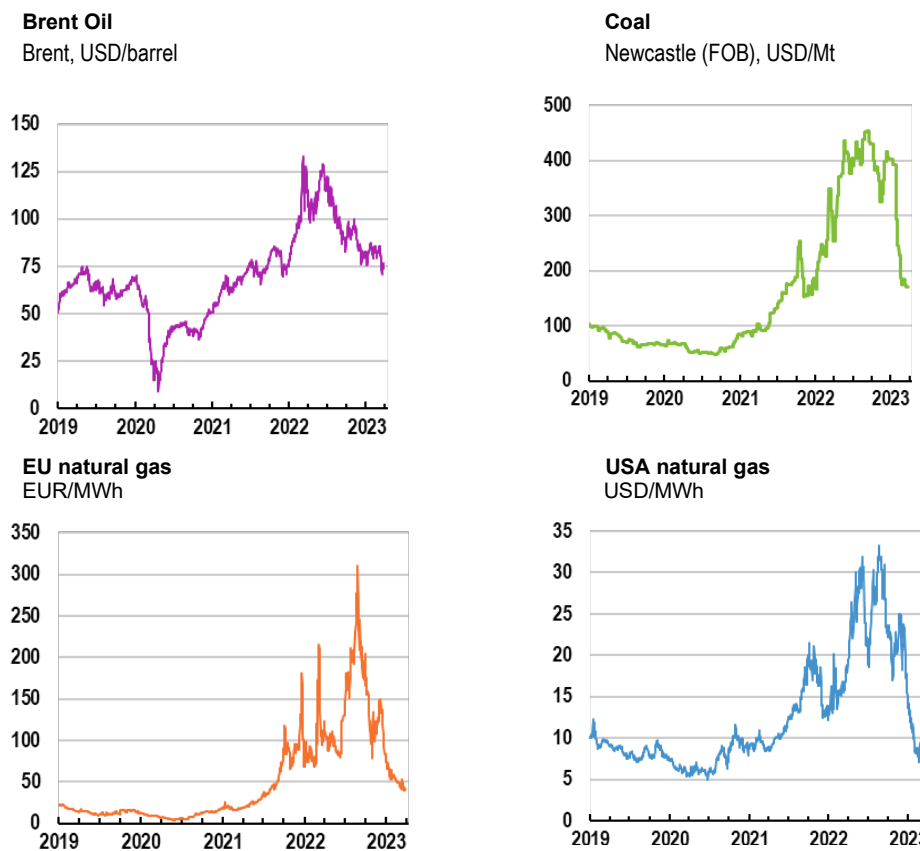 Brent Oil
Brent, USD/barrel
150
125
100
75
50
25
0
2019 2020 2021 2022 2023
Coal
Newcastle (FOB), USD/Mt
500
400
300
200
100
0
2019 2020 2021 2022 2023
EU natural gas
EUR/MWh
350
300
250
200
150
100
50
0
2019 2020 2021 2022 2023
USA natural gas
USD/MWh
35
30
25
20
15
10
5
0
2019 2020 2021 2022 2023